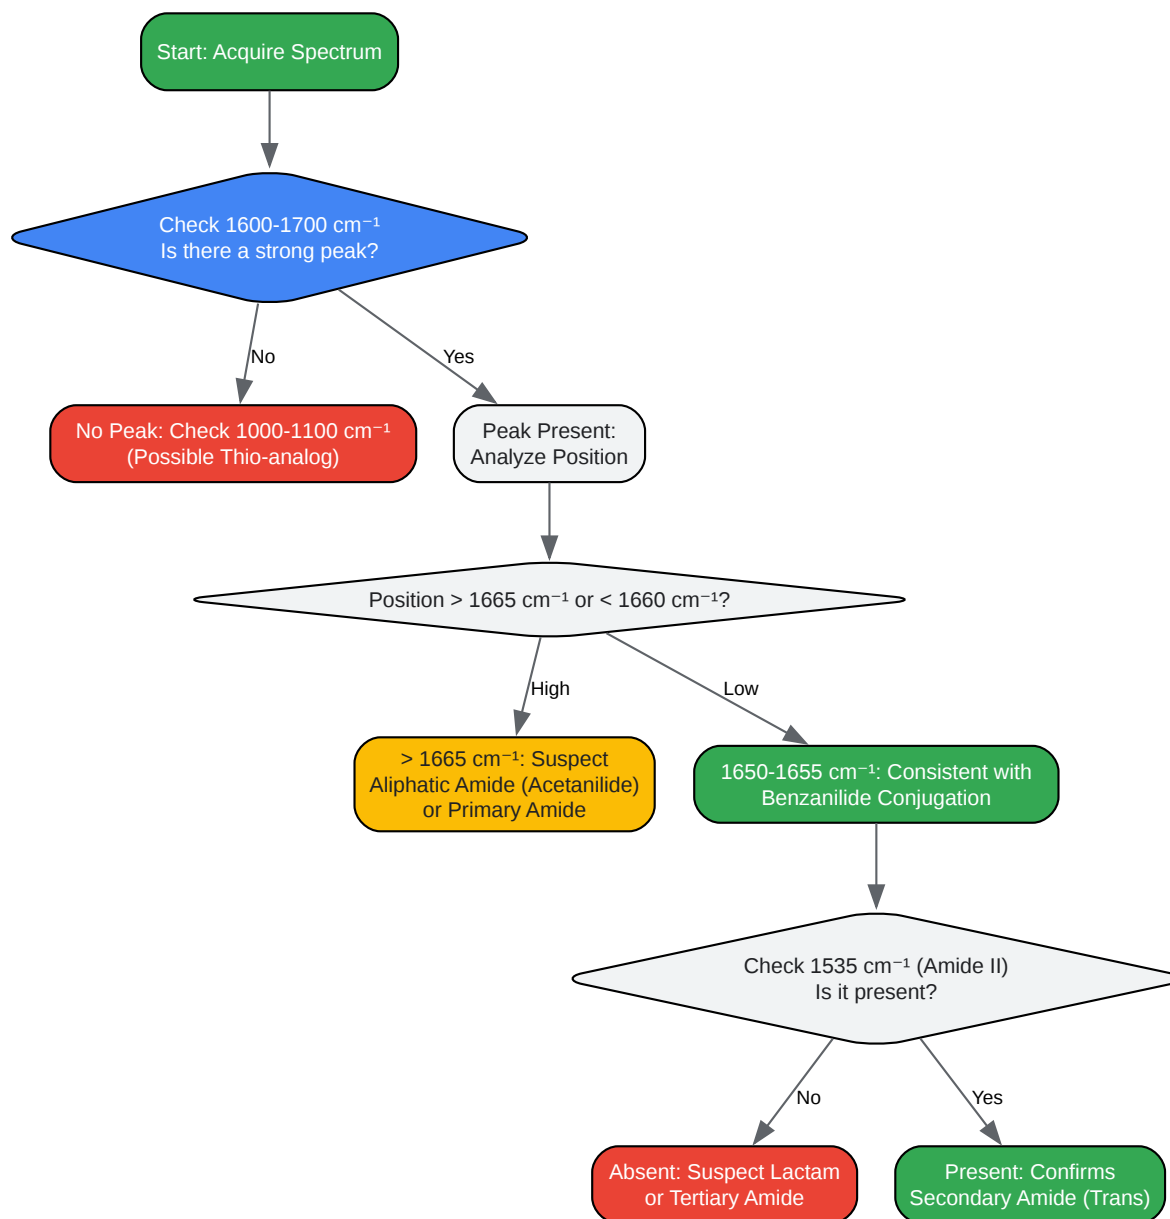 Start: Acquire Spectrum
Check 1600-1700 cm⁻¹
Is there a strong peak?
No
Yes
No Peak: Check 1000-1100 cm⁻¹
(Possible Thio-analog)
Peak Present:
Analyze Position
Position > 1665 cm⁻¹ or < 1660 cm⁻¹?
High
Low
> 1665 cm⁻¹: Suspect
Aliphatic Amide (Acetanilide)
or Primary Amide
1650-1655 cm⁻¹: Consistent with
Benzanilide Conjugation
Check 1535 cm⁻¹ (Amide II)
Is it present?
No
Yes
Absent: Suspect Lactam
or Tertiary Amide
Present: Confirms
Secondary Amide (Trans)